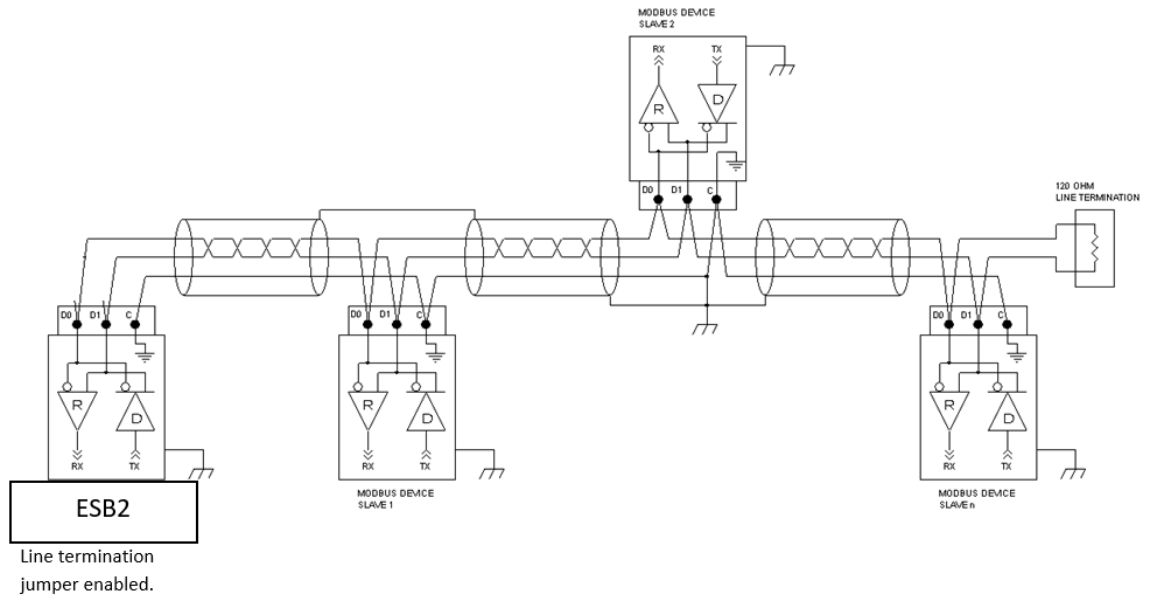 MODBUS DEVICE
SLAVE 2
RX
TX
R
D
D0
D1
C
120 OHM
LINE TERMINATION
D0
D1
C
D0
D1
C
D0
D1
C
R
D
R
D
R
D
RX
TX
RX
TX
RX
TX
ESB2
MODBUS DEVICE
SLAVE 1
MODBUS DEVICE
SLAVE n
Line termination
jumper enabled.